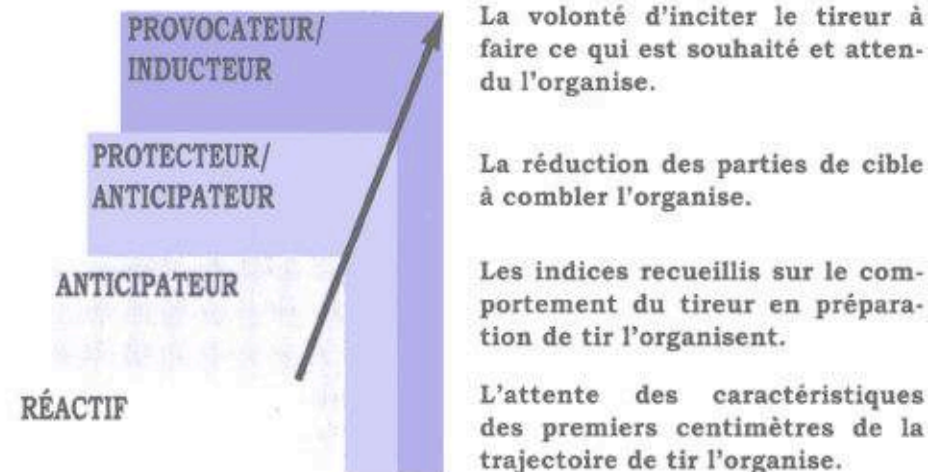 PROVOCATEUR/
INDUCTEUR
La volonté d'inciter le tireur à
faire ce qui est souhaité et atten-
du l'organise.
PROTECTEUR/
ANTICIPATEUR
La réduction des parties de cible
à combler l'organise.
ANTICIPATEUR
Les indices recueillis sur le com-
portement du tireur en prépara-
tion de tir l'organisent.
RÉACTIF
L'attente des caractéristiques
des premiers centimètres de la
trajectoire de tir l'organise.